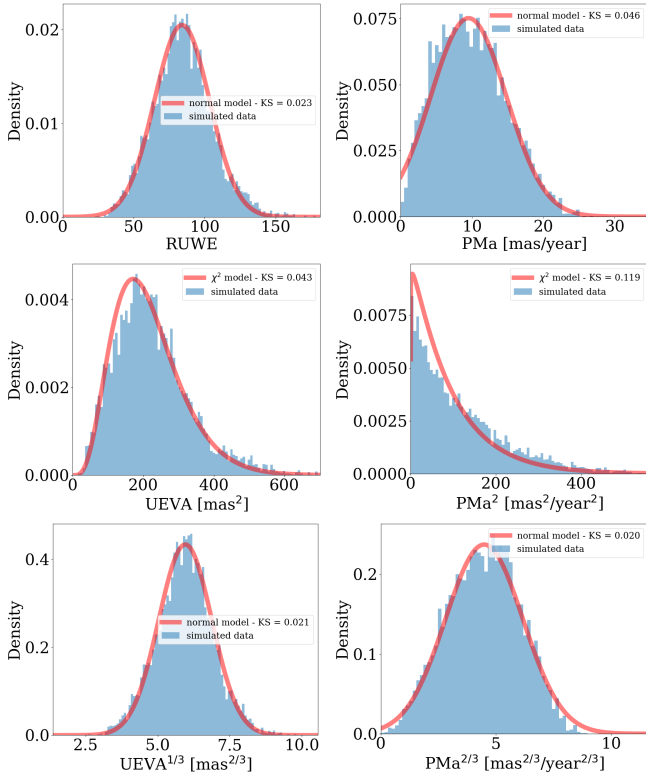 normal model - KS = 0.023
simulated data
Density
0.02
0.01
0.00
0
50
100
150
RUWE
normal model - KS = 0.046
simulated data
Density
0.075
0.050
0.025
0.000
0
10
20
30
PMa [mas/year]
χ² model - KS = 0.043
simulated data
Density
0.004
0.002
0.000
0
200
400
600
UEVA [mas²]
χ² model - KS = 0.119
simulated data
Density
0.0075
0.0050
0.0025
0.0000
0
200
400
PMa² [mas²/year²]
normal model - KS = 0.021
simulated data
Density
0.4
0.2
0.0
2.5
5.0
7.5
10.0
UEVA^1/3 [mas^2/3]
normal model - KS = 0.020
simulated data
Density
0.2
0.1
0.0
0
5
10
PMa^2/3 [mas^2/3/year^2/3]